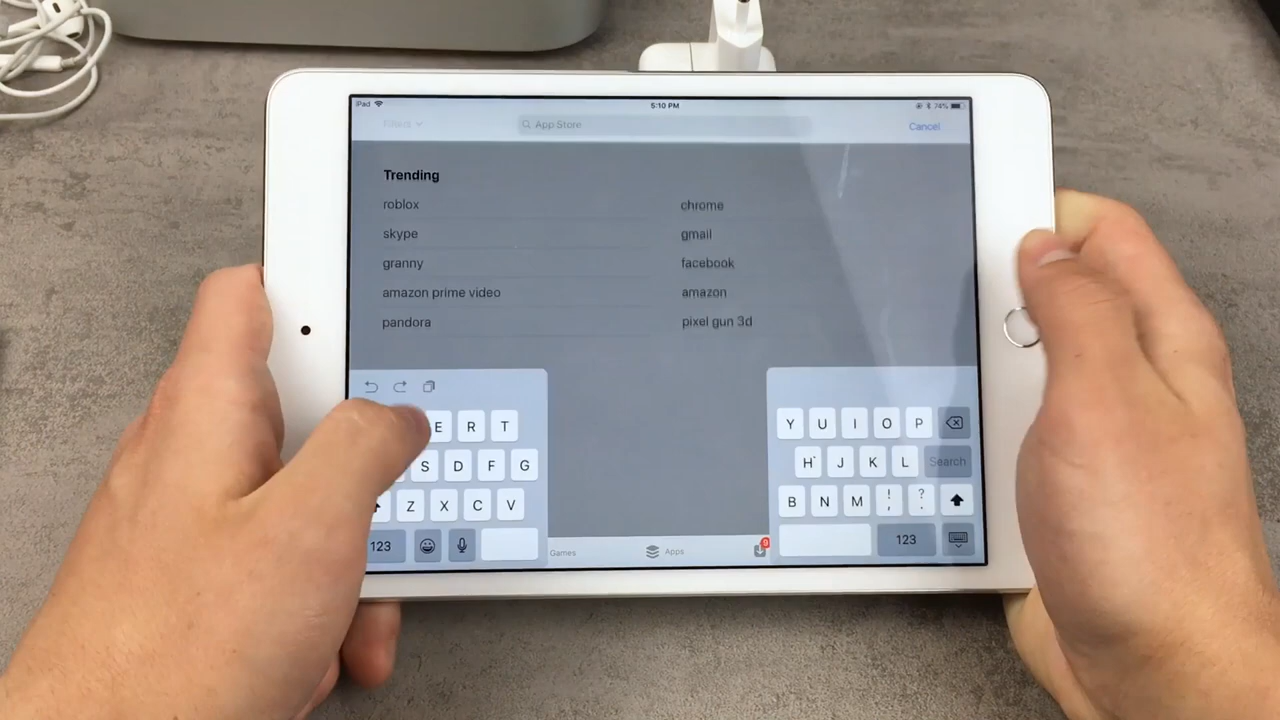 iPad 5:10 PM 74%
Filters App Store Cancel
Trending
roblox chrome
skype gmail
granny facebook
amazon prime video amazon
pandora pixel gun 3d
E R T Y U I O P
S D F G H J K L Search
Z X C V B N M ! , ? .
123 123
Games Apps 9